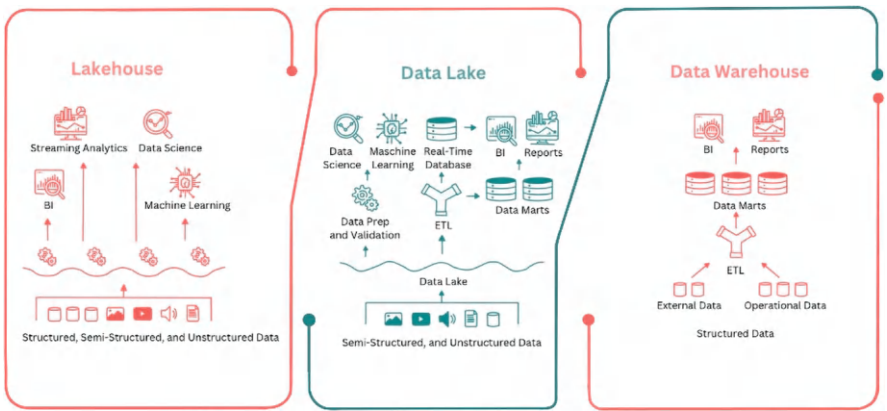 Lakehouse
Streaming Analytics
Data Science
BI
Machine Learning
Structured, Semi-Structured, and Unstructured Data
Data Lake
Data
Science
Maschine
Learning
Real-Time
Database
BI
Reports
Data Prep
and Validation
ETL
Data Marts
Data Lake
Semi-Structured, and Unstructured Data
Data Warehouse
BI
Reports
Data Marts
ETL
External Data
Operational Data
Structured Data